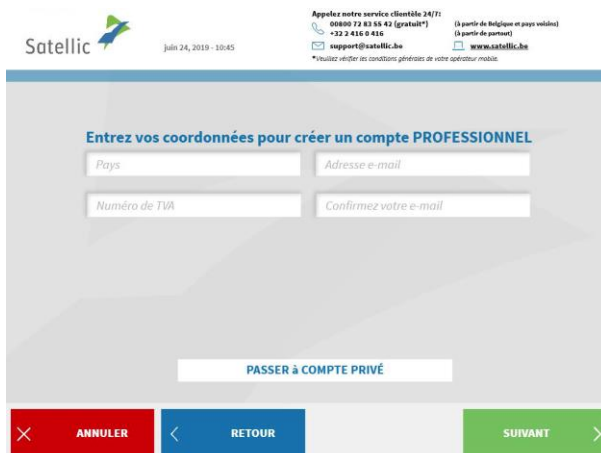 Satellic
juin 24, 2019 - 10:45
Appelez notre service clientèle 24/7:
00800 72 83 55 42 (gratuit*) (à partir de Belgique et pays voisins)
+32 2 416 0 416 (à partir de partout)
support@satellic.be www.satellic.be
*Veuillez vérifier les conditions générales de votre opérateur mobile.
Entrez vos coordonnées pour créer un compte PROFESSIONNEL
Pays Adresse e-mail
Numéro de TVA Confirmez votre e-mail
PASSER à COMPTE PRIVÉ
ANNULER RETOUR SUIVANT